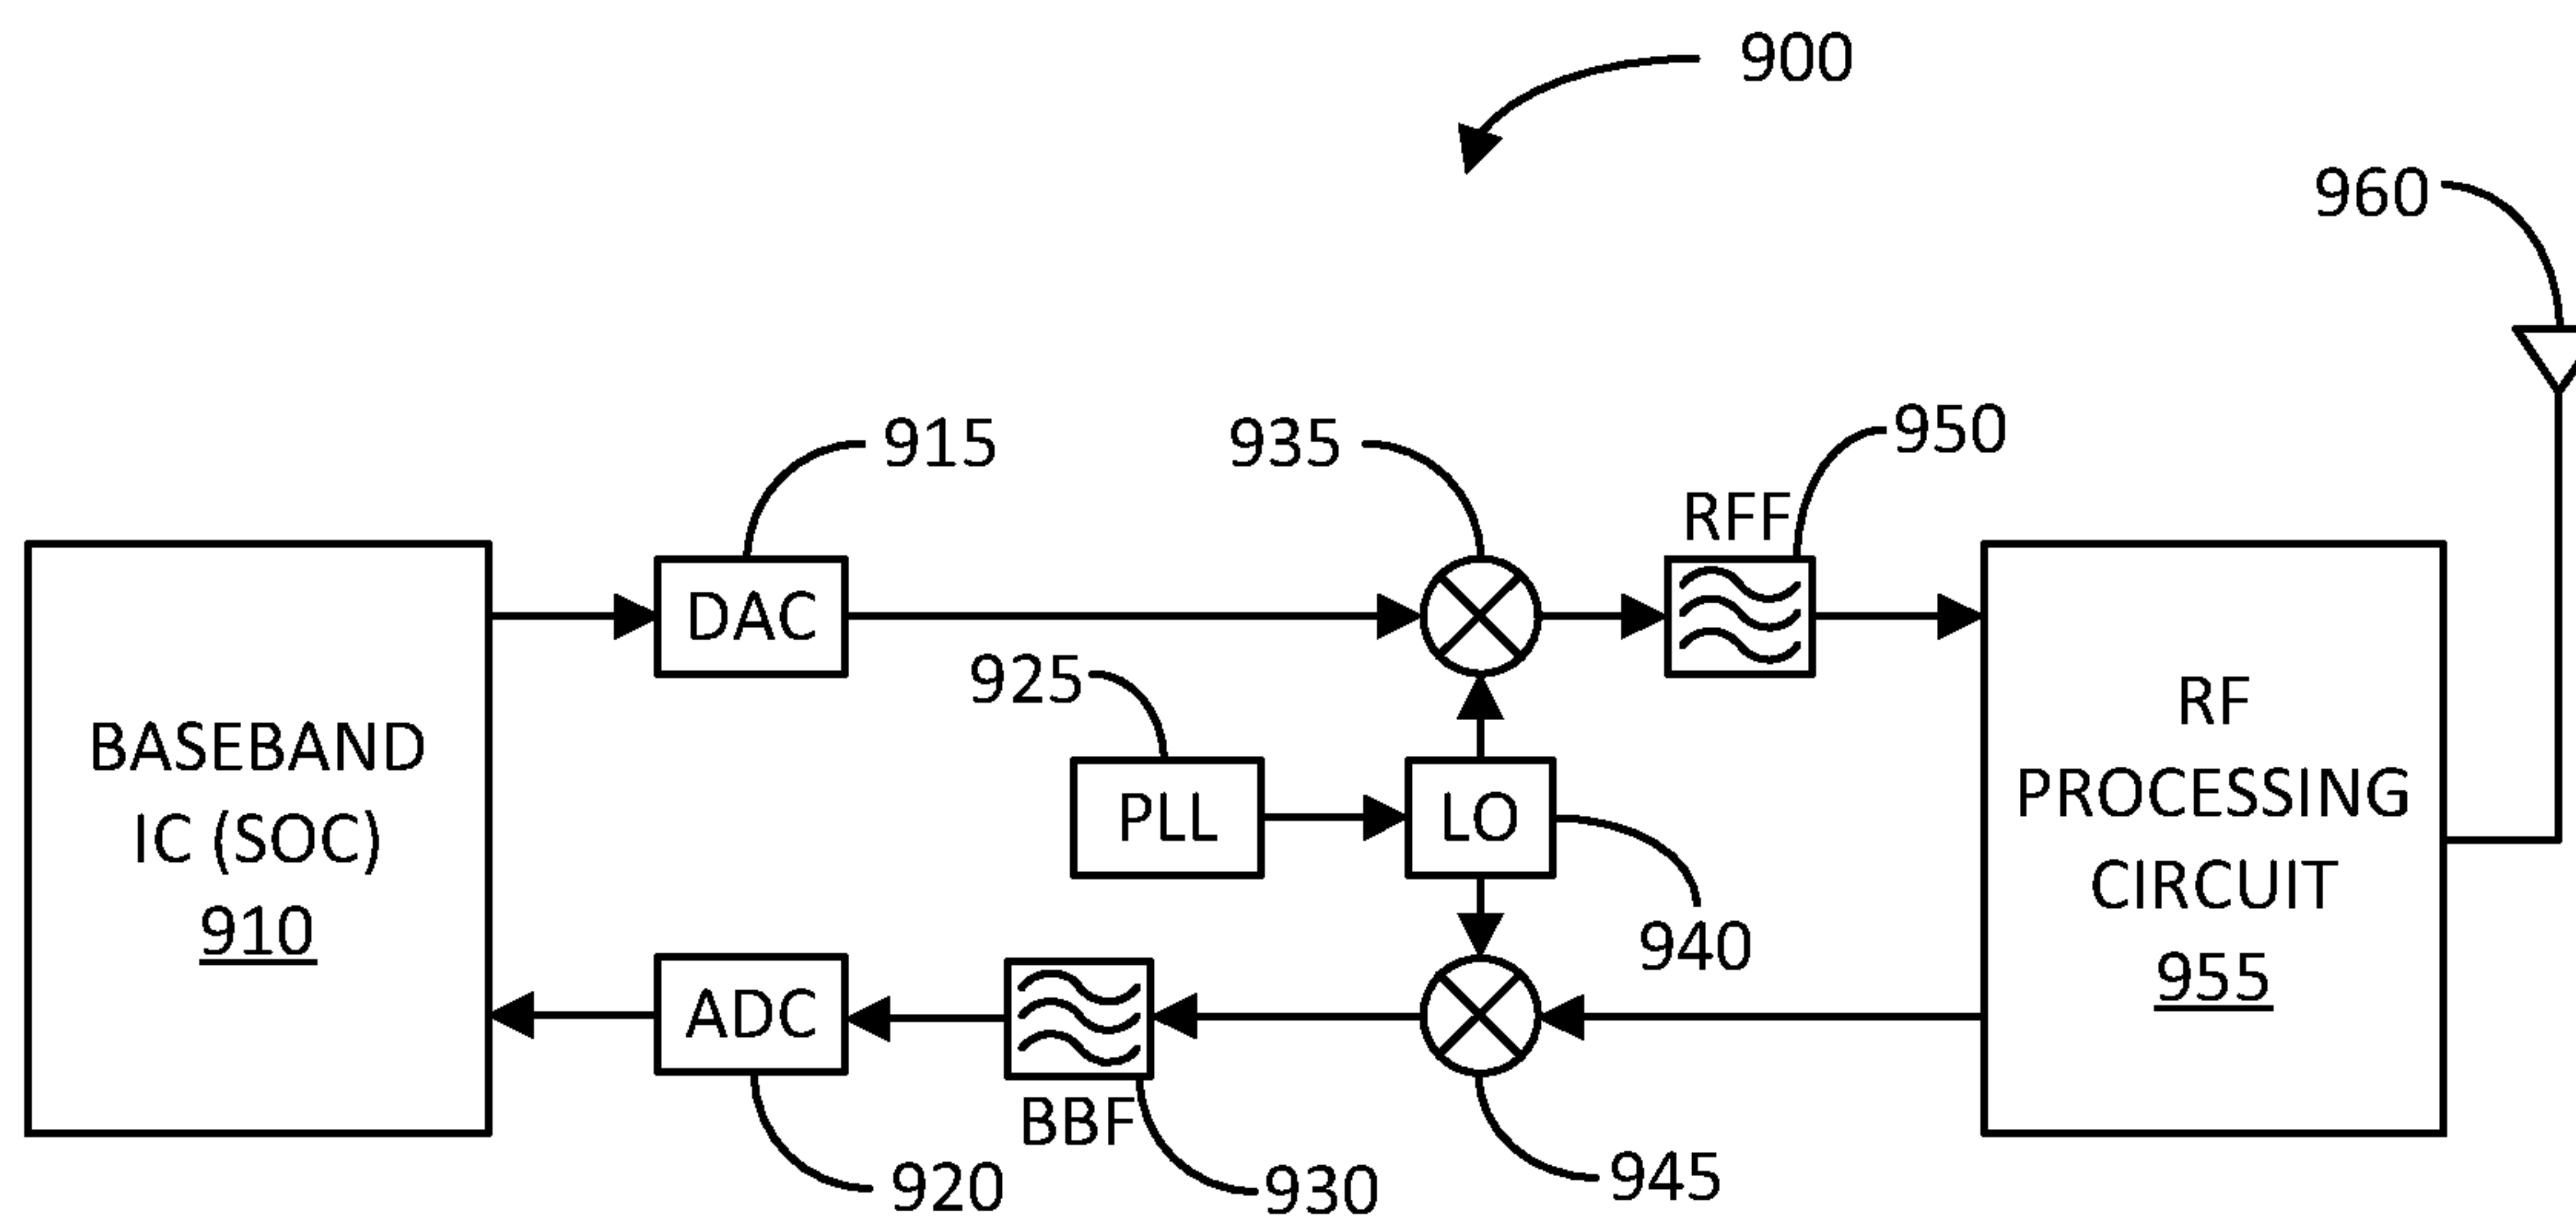 900
960
915
935
950
RFF
DAC
925
BASEBAND
IC (SOC)
910
PLL
LO
RF
PROCESSING
CIRCUIT
955
940
ADC
BBF
920
930
945